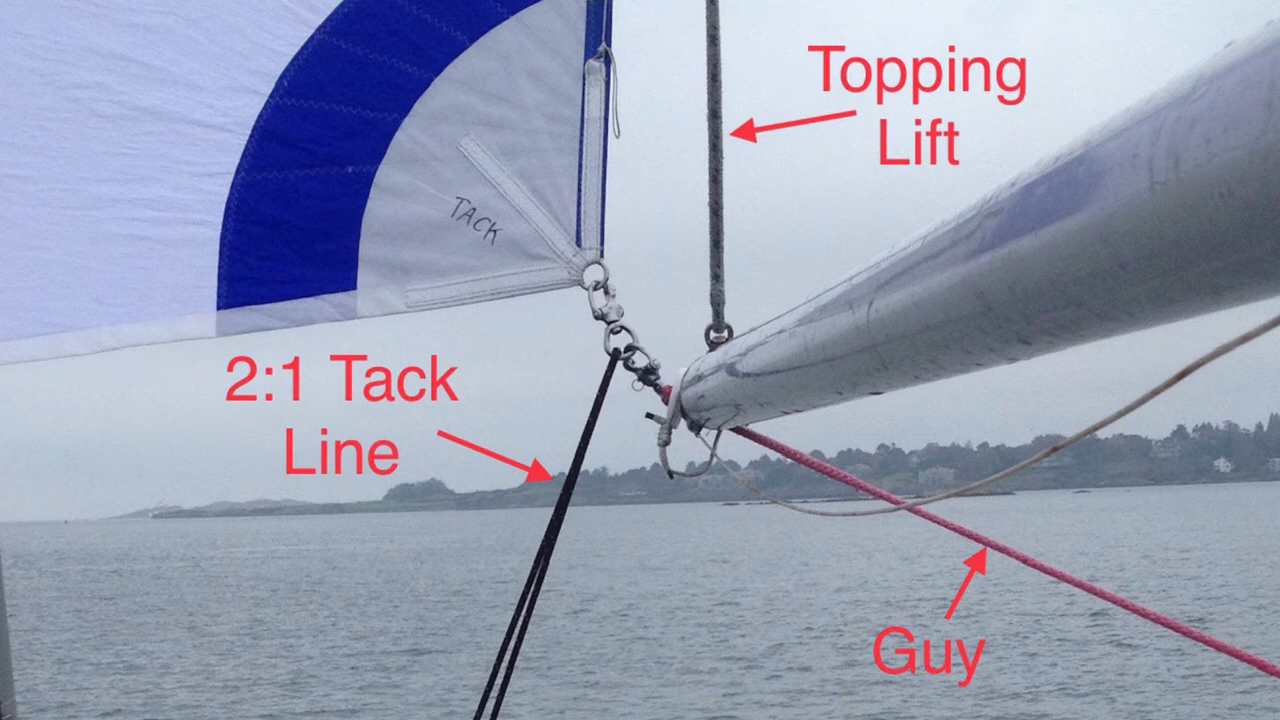 Topping
Lift
TACK
2:1 Tack
Line
Guy